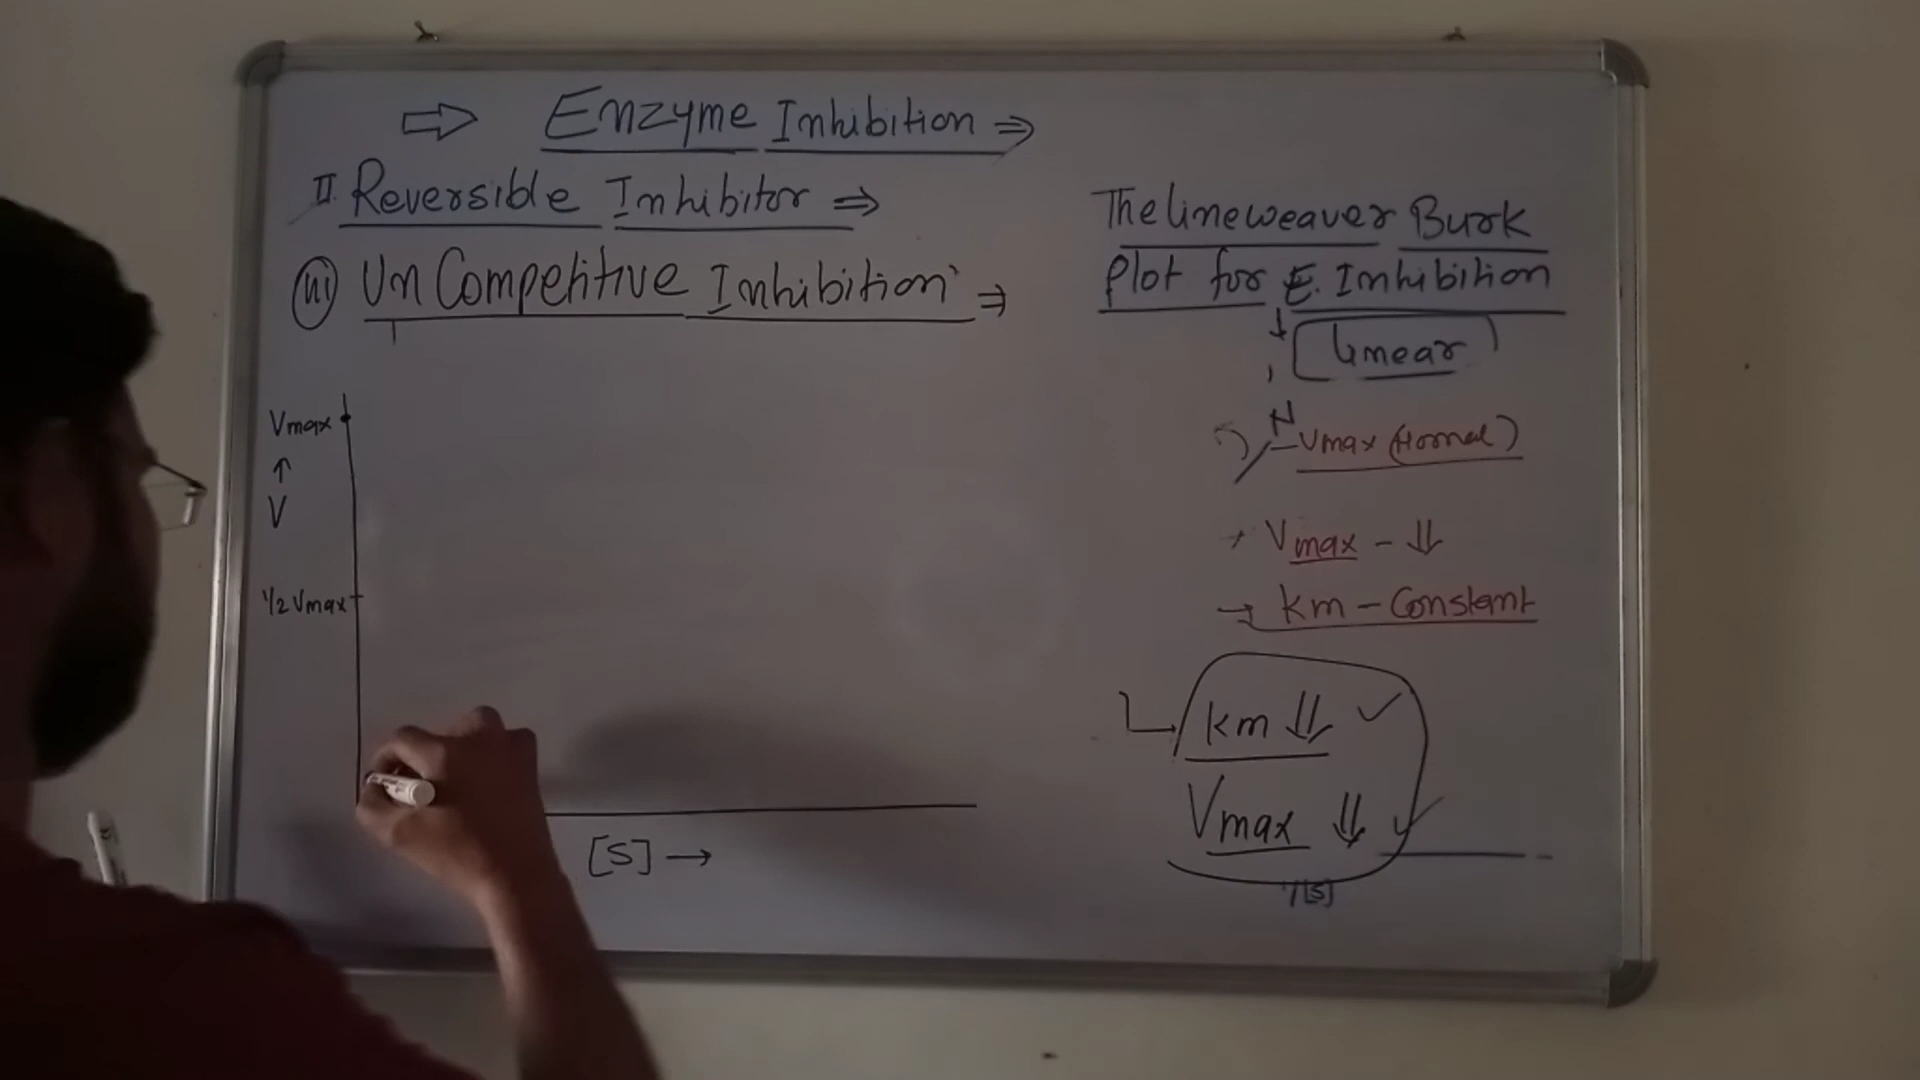 ⇒ Enzyme Inhibition ⇒
II. Reversible Inhibitor ⇒
(iii) Un Competitive Inhibition ⇒
Vmax
↑
V
1/2 Vmax
[S] →
The lineweaver Burk
Plot for E. Inhibition
↓
linear
N
Vmax (Normal)
Vmax - ⇓
→ km - Constant
km ⇓ ✓
Vmax ⇓ ✓
1/[S]